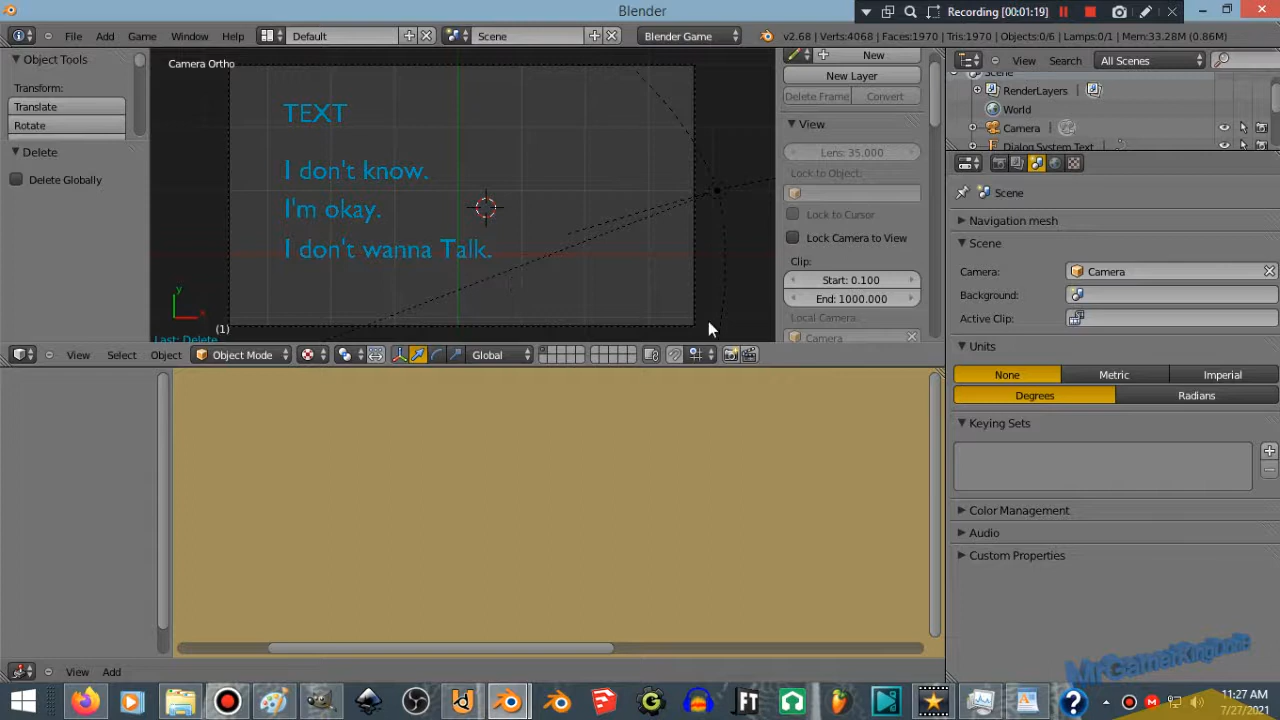 Blender
Recording [00:01:19]
File Add Game Window Help
Default
Scene
Blender Game
v2.68 | Verts:4068 | Faces:1970 | Tris:1970 | Objects:0/6 | Lamps:0/1 | Mem:33.28M (0.86M)
Object Tools
Transform:
Translate
Rotate
Delete
Delete Globally
Camera Ortho
TEXT
I don't know.
I'm okay.
I don't wanna Talk.
y
x
(1)
Last: Delete
New
New Layer
Delete Frame
Convert
View
Lens: 35.000
Lock to Object:
Lock to Cursor
Lock Camera to View
Clip:
Start: 0.100
End: 1000.000
Local Camera:
Camera
View Search All Scenes
Scene
RenderLayers
World
Camera
Dialog System Text
Scene
Navigation mesh
Scene
Camera:
Camera
Background:
Active Clip:
Units
None
Metric
Imperial
Degrees
Radians
Keying Sets
Color Management
Audio
Custom Properties
View Select Object Object Mode Global
View Add
MrGamerKingdom5
FT
11:27 AM
7/27/2021